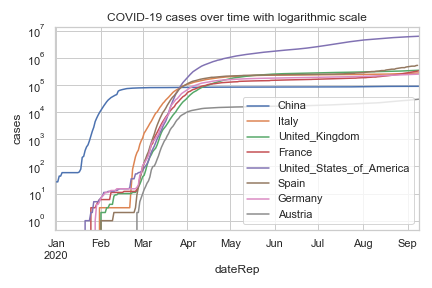 COVID-19 cases over time with logarithmic scale
10^7
10^6
10^5
10^4
10^3
10^2
10^1
10^0
cases
China
Italy
United_Kingdom
France
United_States_of_America
Spain
Germany
Austria
Jan Feb Mar Apr May Jun Jul Aug Sep
2020
dateRep